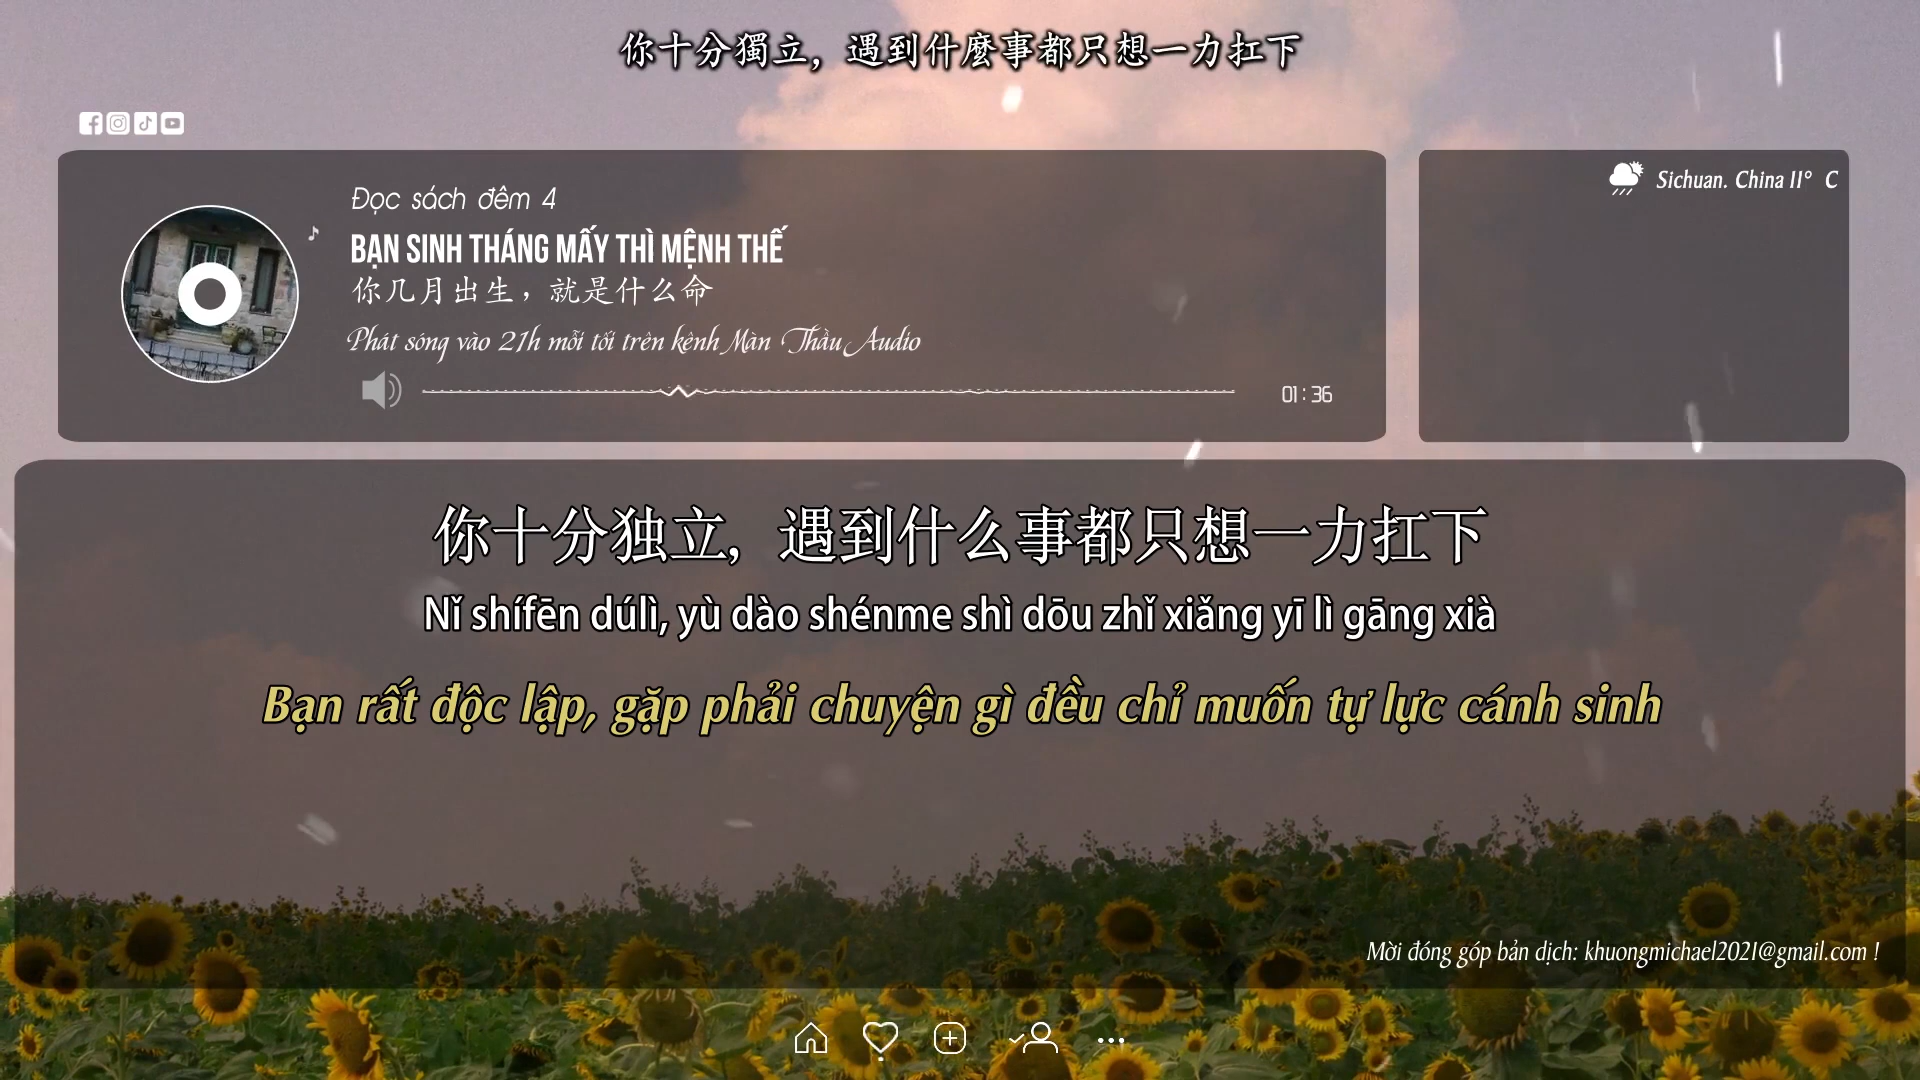 你十分獨立，遇到什麼事都只想一力扛下
Đọc sách đêm 4
BẠN SINH THÁNG MẤY THÌ MỆNH THẾ
你几月出生，就是什么命
Phát sóng vào 21h mỗi tối trên kênh Màn Thầu Audio
01:36
Sichuan. China 11° C
你十分独立，遇到什么事都只想一力扛下
Nǐ shífēn dúlì, yù dào shénme shì dōu zhǐ xiǎng yī lì gāng xià
Bạn rất độc lập, gặp phải chuyện gì đều chỉ muốn tự lực cánh sinh
Mời đóng góp bản dịch: khuongmichael2021@gmail.com !